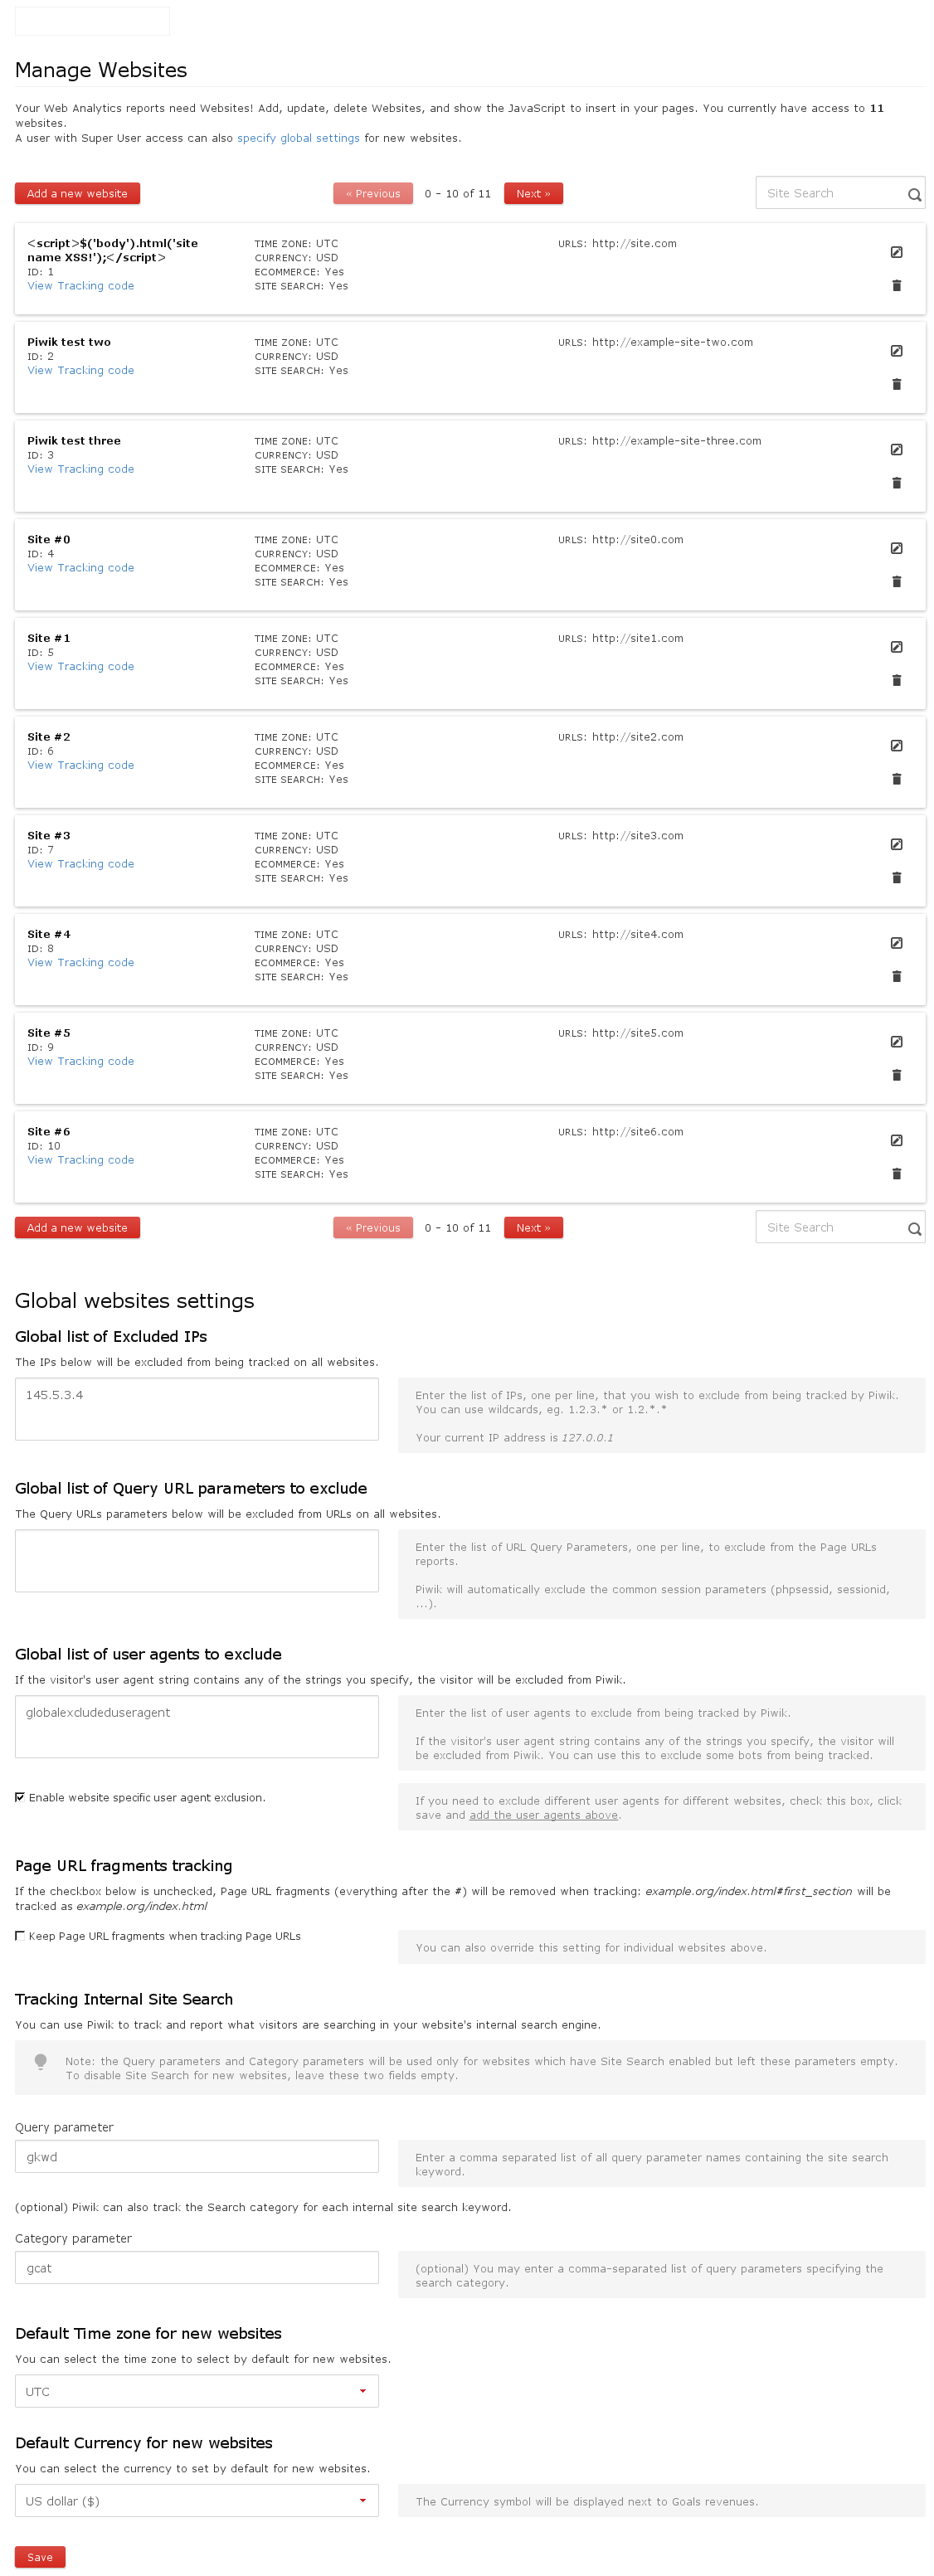 Manage Websites
Your Web Analytics reports need Websites! Add, update, delete Websites, and show the JavaScript to insert in your pages. You currently have access to 11
websites.
A user with Super User access can also specify global settings for new websites.
Add a new website « Previous 0 - 10 of 11 Next » Site Search
<script>$('body').html('site TIME ZONE: UTC URLS: http://site.com
name XSS!');</script> CURRENCY: USD
ID: 1 ECOMMERCE: Yes
View Tracking code SITE SEARCH: Yes
Piwik test two TIME ZONE: UTC URLS: http://example-site-two.com
ID: 2 CURRENCY: USD
View Tracking code SITE SEARCH: Yes
Piwik test three TIME ZONE: UTC URLS: http://example-site-three.com
ID: 3 CURRENCY: USD
View Tracking code SITE SEARCH: Yes
Site #0 TIME ZONE: UTC URLS: http://site0.com
ID: 4 CURRENCY: USD
View Tracking code ECOMMERCE: Yes
SITE SEARCH: Yes
Site #1 TIME ZONE: UTC URLS: http://site1.com
ID: 5 CURRENCY: USD
View Tracking code ECOMMERCE: Yes
SITE SEARCH: Yes
Site #2 TIME ZONE: UTC URLS: http://site2.com
ID: 6 CURRENCY: USD
View Tracking code ECOMMERCE: Yes
SITE SEARCH: Yes
Site #3 TIME ZONE: UTC URLS: http://site3.com
ID: 7 CURRENCY: USD
View Tracking code ECOMMERCE: Yes
SITE SEARCH: Yes
Site #4 TIME ZONE: UTC URLS: http://site4.com
ID: 8 CURRENCY: USD
View Tracking code ECOMMERCE: Yes
SITE SEARCH: Yes
Site #5 TIME ZONE: UTC URLS: http://site5.com
ID: 9 CURRENCY: USD
View Tracking code ECOMMERCE: Yes
SITE SEARCH: Yes
Site #6 TIME ZONE: UTC URLS: http://site6.com
ID: 10 CURRENCY: USD
View Tracking code ECOMMERCE: Yes
SITE SEARCH: Yes
Add a new website « Previous 0 - 10 of 11 Next » Site Search
Global websites settings
Global list of Excluded IPs
The IPs below will be excluded from being tracked on all websites.
145.5.3.4
Enter the list of IPs, one per line, that you wish to exclude from being tracked by Piwik.
You can use wildcards, eg. 1.2.3.* or 1.2.*.*
Your current IP address is 127.0.0.1
Global list of Query URL parameters to exclude
The Query URLs parameters below will be excluded from URLs on all websites.
Enter the list of URL Query Parameters, one per line, to exclude from the Page URLs
reports.
Piwik will automatically exclude the common session parameters (phpsessid, sessionid,
...).
Global list of user agents to exclude
If the visitor's user agent string contains any of the strings you specify, the visitor will be excluded from Piwik.
globalexcludeduseragent
Enter the list of user agents to exclude from being tracked by Piwik.
If the visitor's user agent string contains any of the strings you specify, the visitor will
be excluded from Piwik. You can use this to exclude some bots from being tracked.
Enable website specific user agent exclusion.
If you need to exclude different user agents for different websites, check this box, click
save and add the user agents above.
Page URL fragments tracking
If the checkbox below is unchecked, Page URL fragments (everything after the #) will be removed when tracking: example.org/index.html#first_section will be
tracked as example.org/index.html
Keep Page URL fragments when tracking Page URLs
You can also override this setting for individual websites above.
Tracking Internal Site Search
You can use Piwik to track and report what visitors are searching in your website's internal search engine.
Note: the Query parameters and Category parameters will be used only for websites which have Site Search enabled but left these parameters empty.
To disable Site Search for new websites, leave these two fields empty.
Query parameter
gkwd
Enter a comma separated list of all query parameter names containing the site search
keyword.
(optional) Piwik can also track the Search category for each internal site search keyword.
Category parameter
gcat
(optional) You may enter a comma-separated list of query parameters specifying the
search category.
Default Time zone for new websites
You can select the time zone to select by default for new websites.
UTC
Default Currency for new websites
You can select the currency to set by default for new websites.
US dollar ($)
The Currency symbol will be displayed next to Goals revenues.
Save